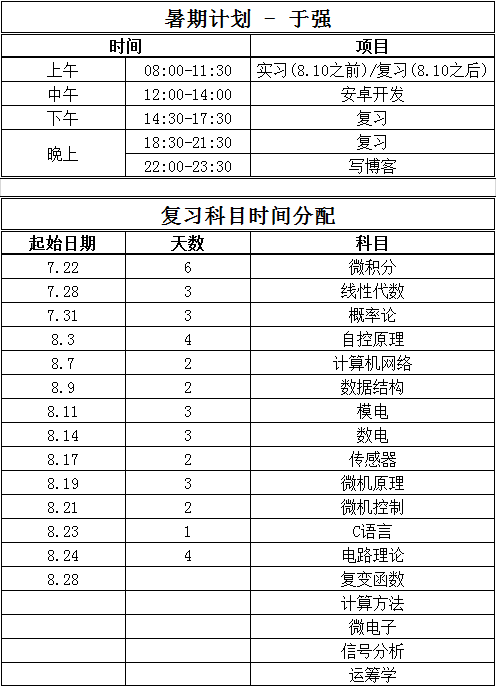 暑期计划 - 于强
时间 项目
上午 08:00-11:30 实习(8.10之前)/复习(8.10之后)
中午 12:00-14:00 安卓开发
下午 14:30-17:30 复习
晚上 18:30-21:30 复习
22:00-23:30 写博客
复习科目时间分配
起始日期 天数 科目
7.22 6 微积分
7.28 3 线性代数
7.31 3 概率论
8.3 4 自控原理
8.7 2 计算机网络
8.9 2 数据结构
8.11 3 模电
8.14 3 数电
8.17 2 传感器
8.19 3 微机原理
8.21 2 微机控制
8.23 1 C语言
8.24 4 电路理论
8.28 复变函数
计算方法
微电子
信号分析
运筹学